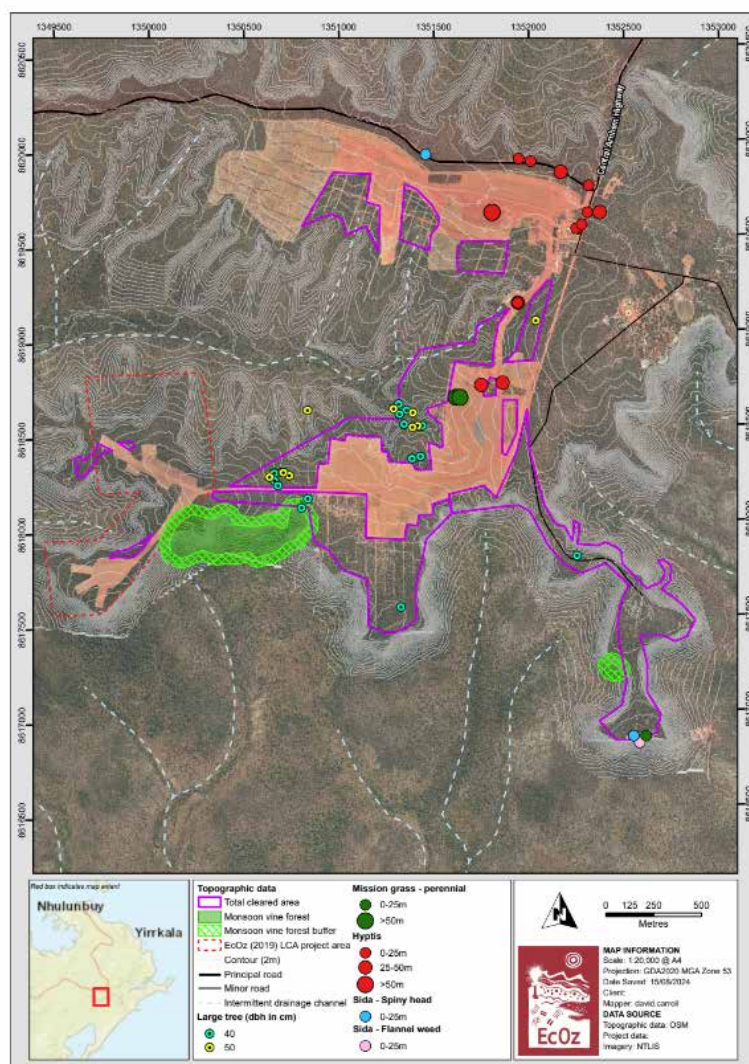 1349500 1350000 1350500 1351000 1351500 1352000 1352500 1353000
8620500
8620000
8619500
8619000
8618500
8618000
8617500
8617000
8616500
Central Arnhem Highway
Red box indicates map extent
Nhulunbuy
Yirrkala
Topographic data
Total cleared area
Monsoon vine forest
Monsoon vine forest buffer
EcOz (2019) LCA project area
Contour (2m)
Principal road
Minor road
Intermittent drainage channel
Large tree (dbh in cm)
40
50
Mission grass - perennial
0-25m
>50m
Hyptis
0-25m
25-50m
>50m
Sida - Spiny head
0-25m
Sida - Flannel weed
0-25m
N
0 125 250 500
Metres
EcOz
MAP INFORMATION
Scale: 1:20,000 @ A4
Projection: GDA2020 MGA Zone 53
Date Saved: 15/08/2024
Client:
Mapper: david.carroll
DATA SOURCE
Topographic data: OSM
Project data:
Imagery: NTLIS